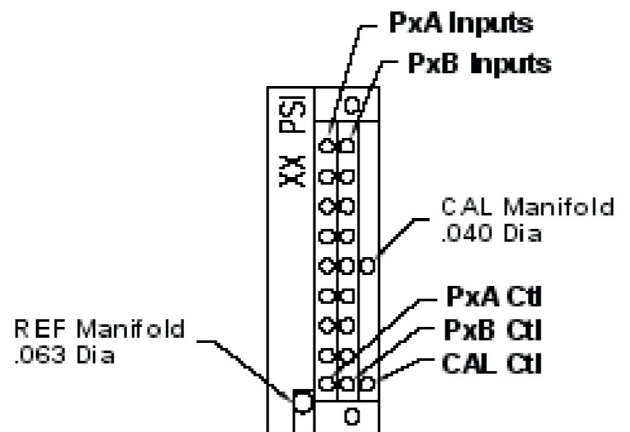 PxA Inputs
PxB Inputs
XX PSI
CAL Manifold
.040 Dia
PxA Ctl
PxB Ctl
CAL Ctl
REF Manifold
.063 Dia